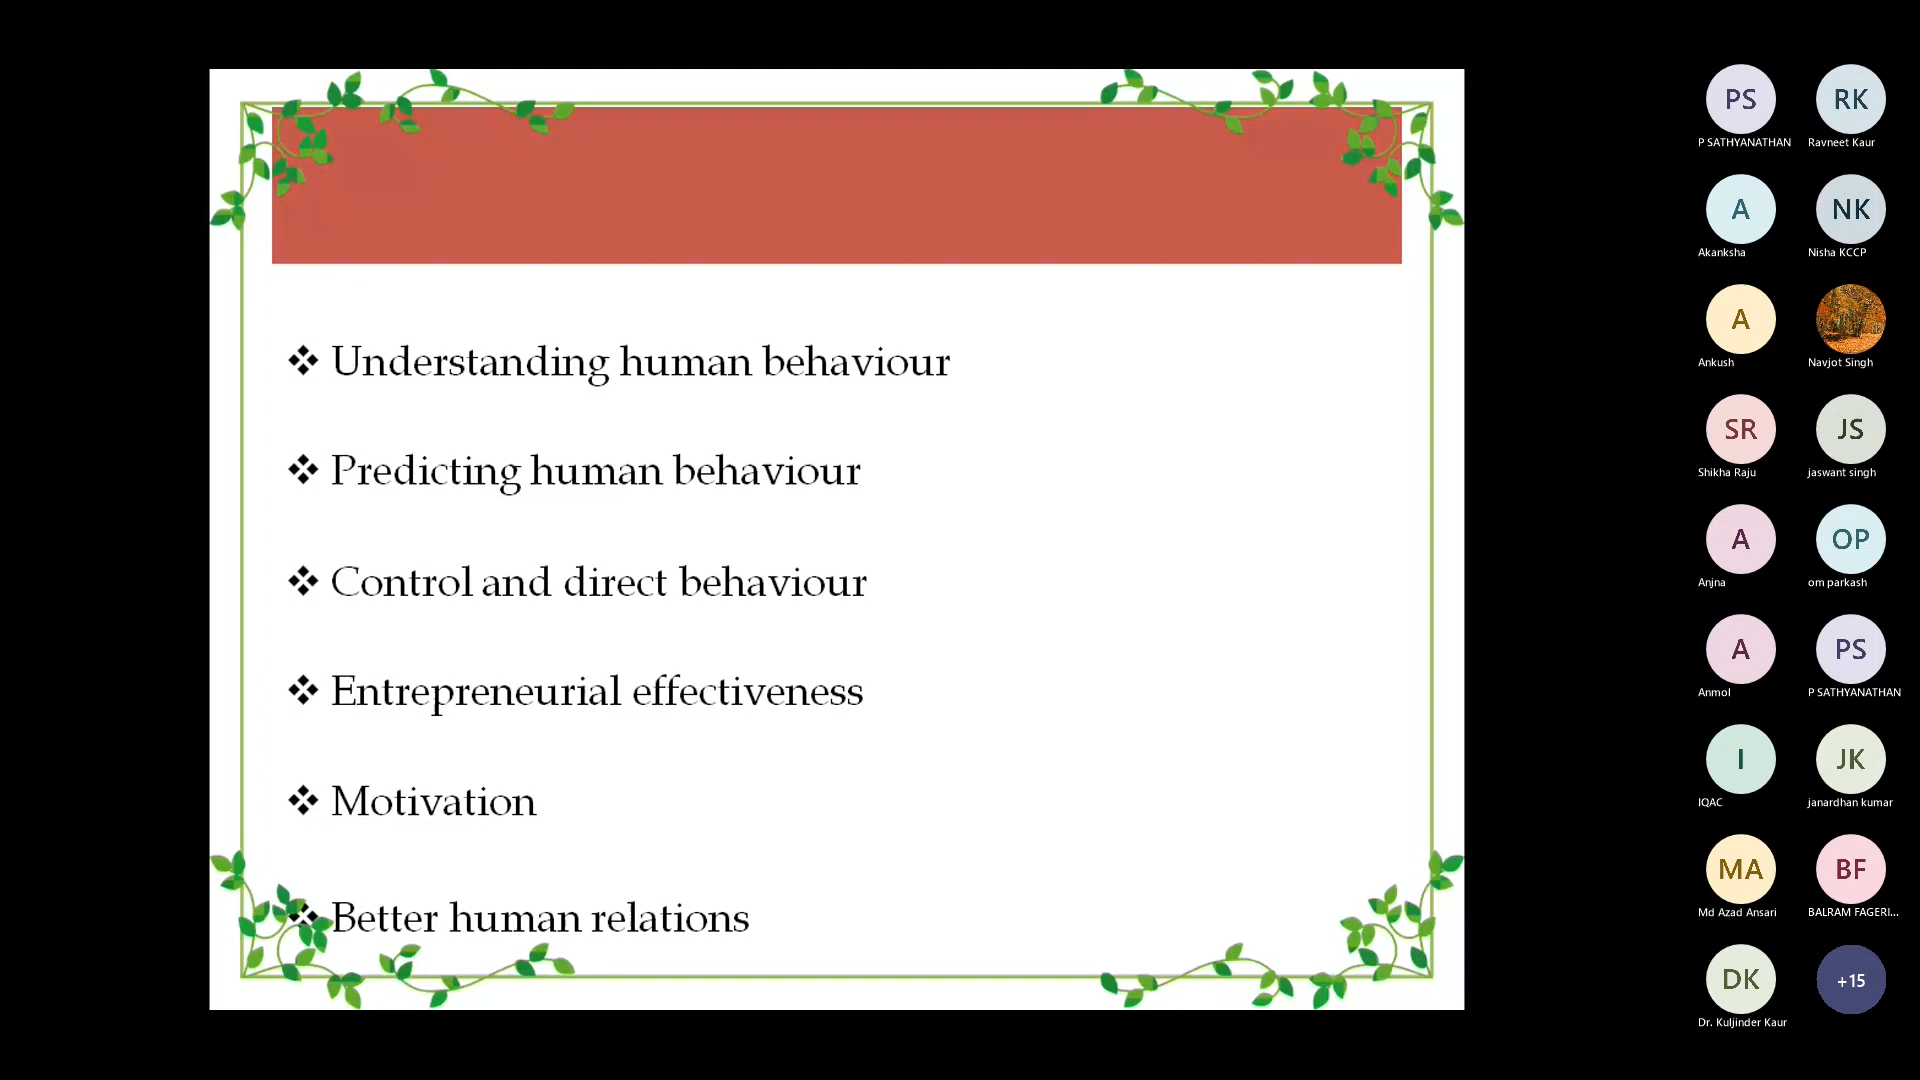 ❖ Understanding human behaviour
❖ Predicting human behaviour
❖ Control and direct behaviour
❖ Entrepreneurial effectiveness
❖ Motivation
❖ Better human relations
PS RK
P SATHYANATHAN Ravneet Kaur
A NK
Akanksha Nisha KCCP
A
Ankush Navjot Singh
SR JS
Shikha Raju jaswant singh
A OP
Anjna om parkash
A PS
Anmol P SATHYANATHAN
I JK
IQAC janardhan kumar
MA BF
Md Azad Ansari BALRAM FAGERI...
DK +15
Dr. Kuljinder Kaur